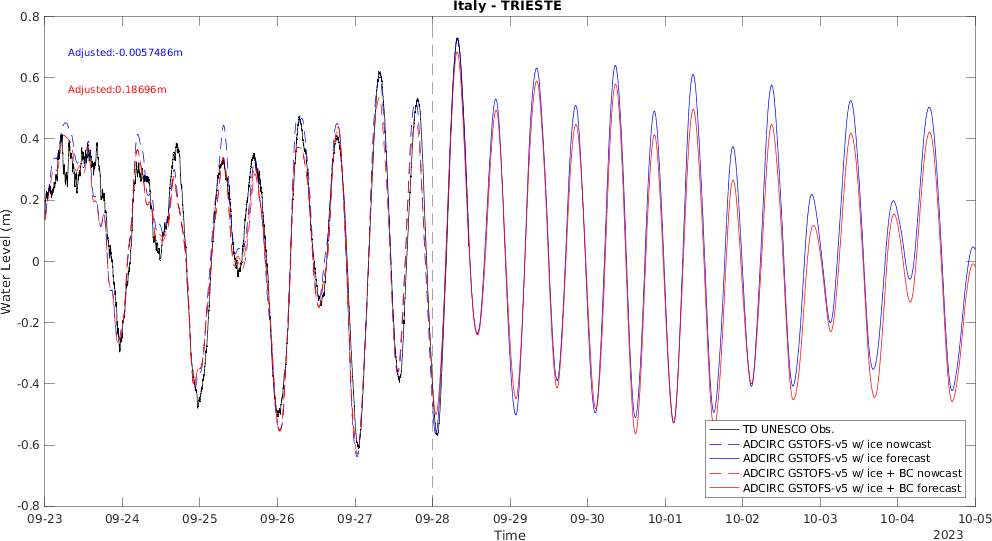 Italy - TRIESTE
Adjusted:-0.0057486m
Adjusted:0.18696m
Water Level (m)
0.8
0.6
0.4
0.2
0
-0.2
-0.4
-0.6
-0.8
TD UNESCO Obs.
ADCIRC GSTOFS-v5 w/ ice nowcast
ADCIRC GSTOFS-v5 w/ ice forecast
ADCIRC GSTOFS-v5 w/ ice + BC nowcast
ADCIRC GSTOFS-v5 w/ ice + BC forecast
09-23 09-24 09-25 09-26 09-27 09-28 09-29 09-30 10-01 10-02 10-03 10-04 10-05
Time
2023